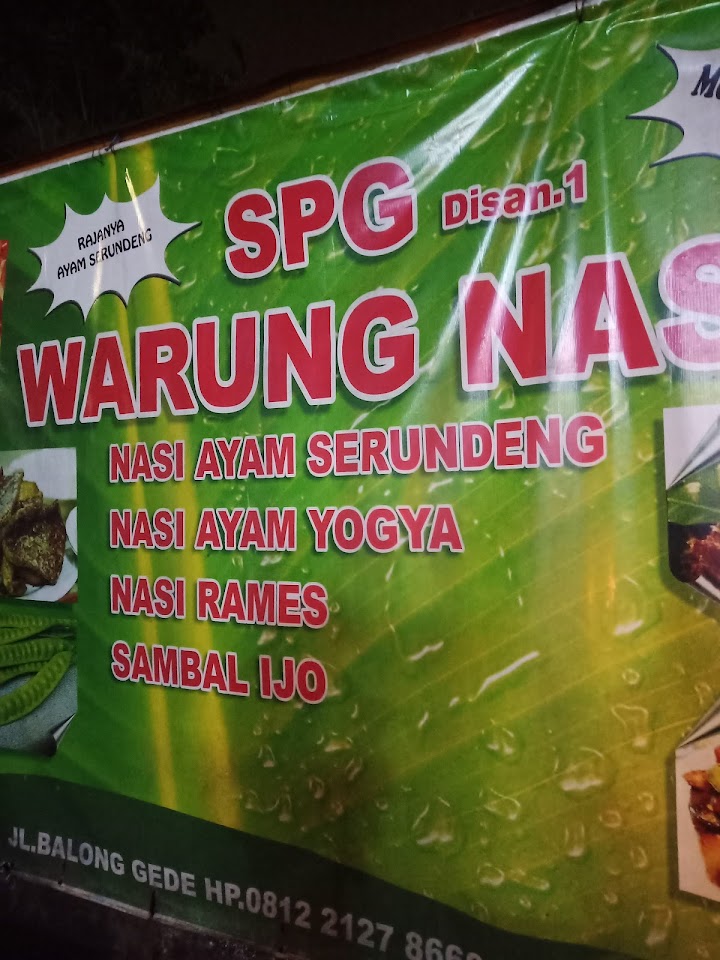 RAJANYA
AYAM SERUNDENG
SPG Disan.1
WARUNG NAS
NASI AYAM SERUNDENG
NASI AYAM YOGYA
NASI RAMES
SAMBAL IJO
JL.BALONG GEDE HP.0812 2127